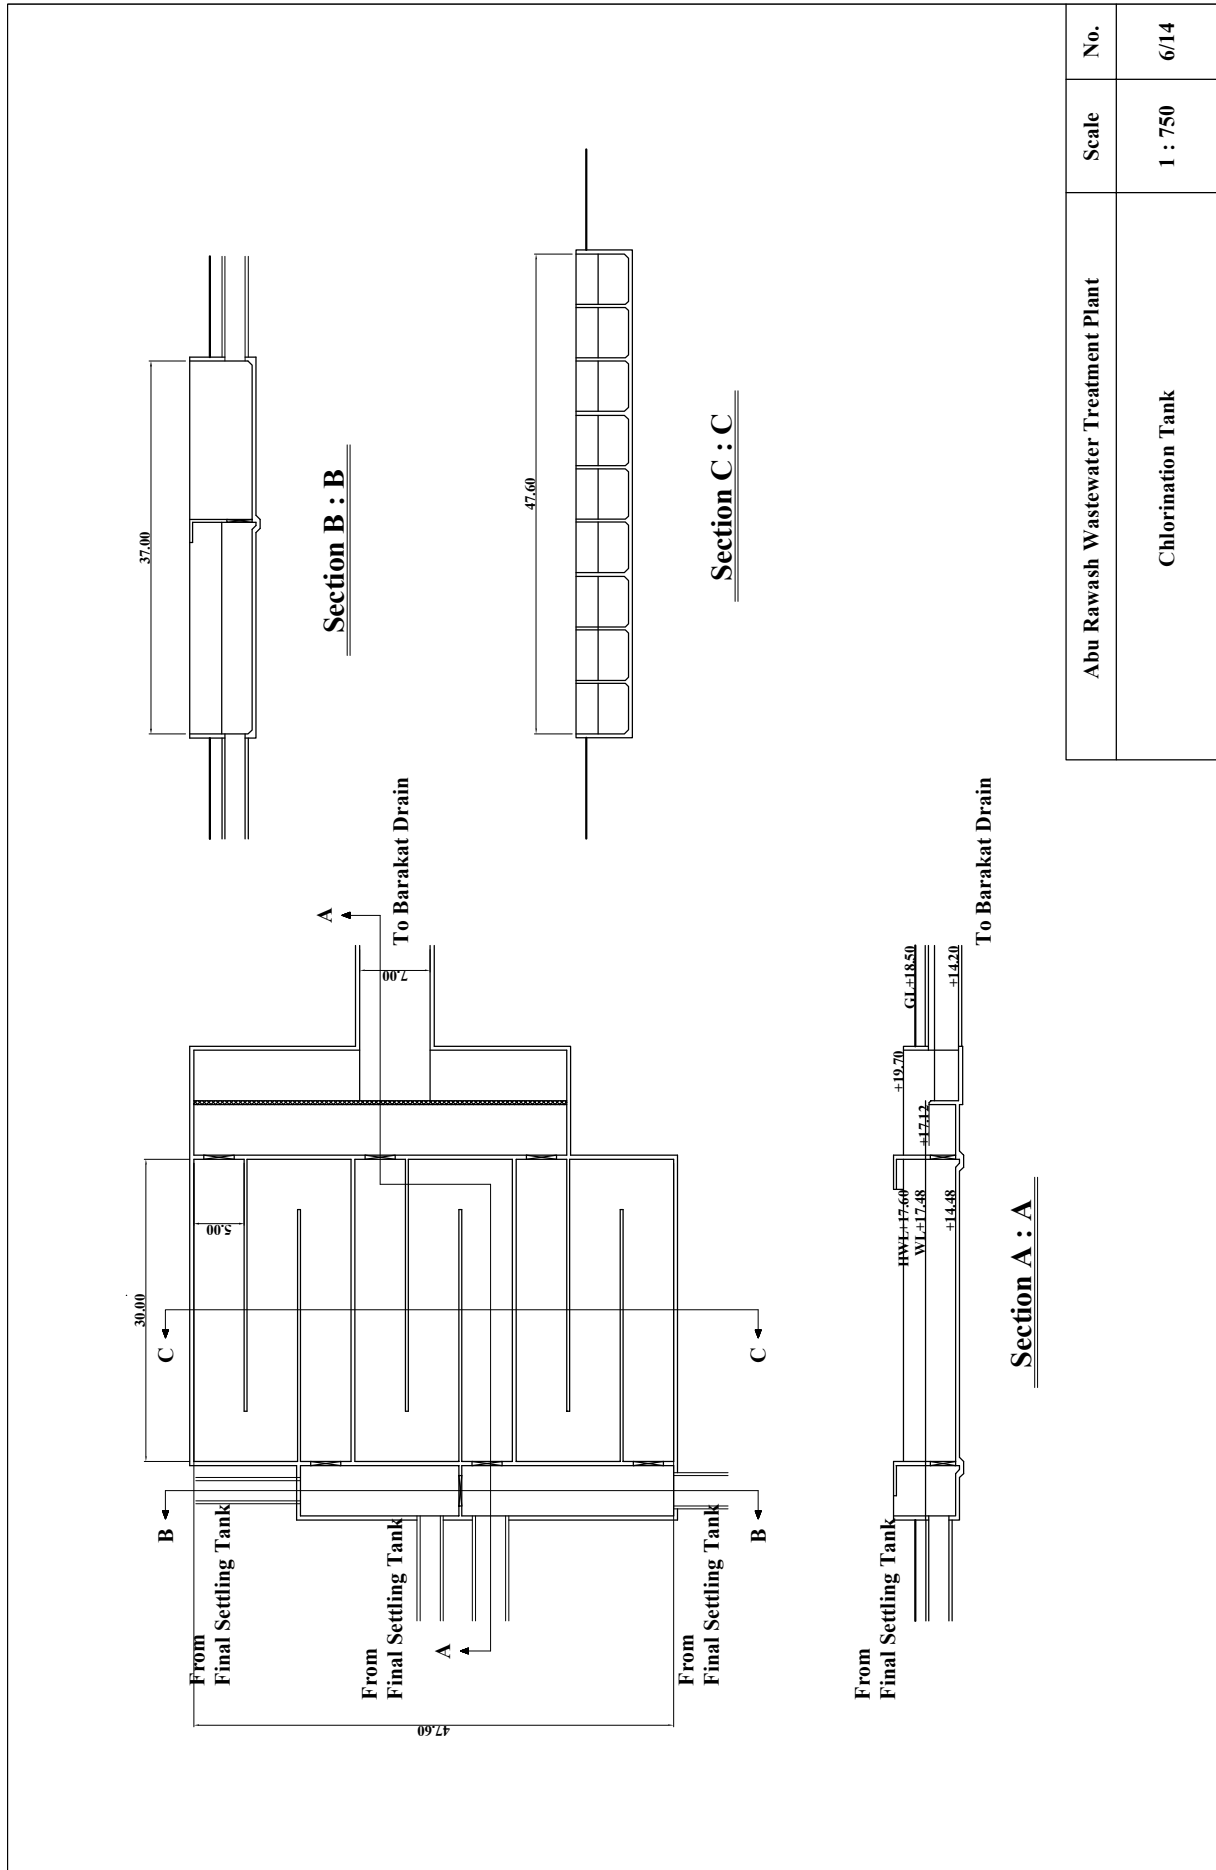 37.00
Section B : B
47.60
Section C : C
From
Final Settling Tank
From
Final Settling Tank
From
Final Settling Tank
47.60
30.00
5.00
7.00
A
A
B
B
C
C
To Barakat Drain
From
Final Settling Tank
HWL+17.60
WL+17.48
+14.48
+17.12
+19.70
GL+18.50
+14.20
To Barakat Drain
Section A : A
Abu Rawash Wastewater Treatment Plant
Scale
No.
Chlorination Tank
1 : 750
6/14